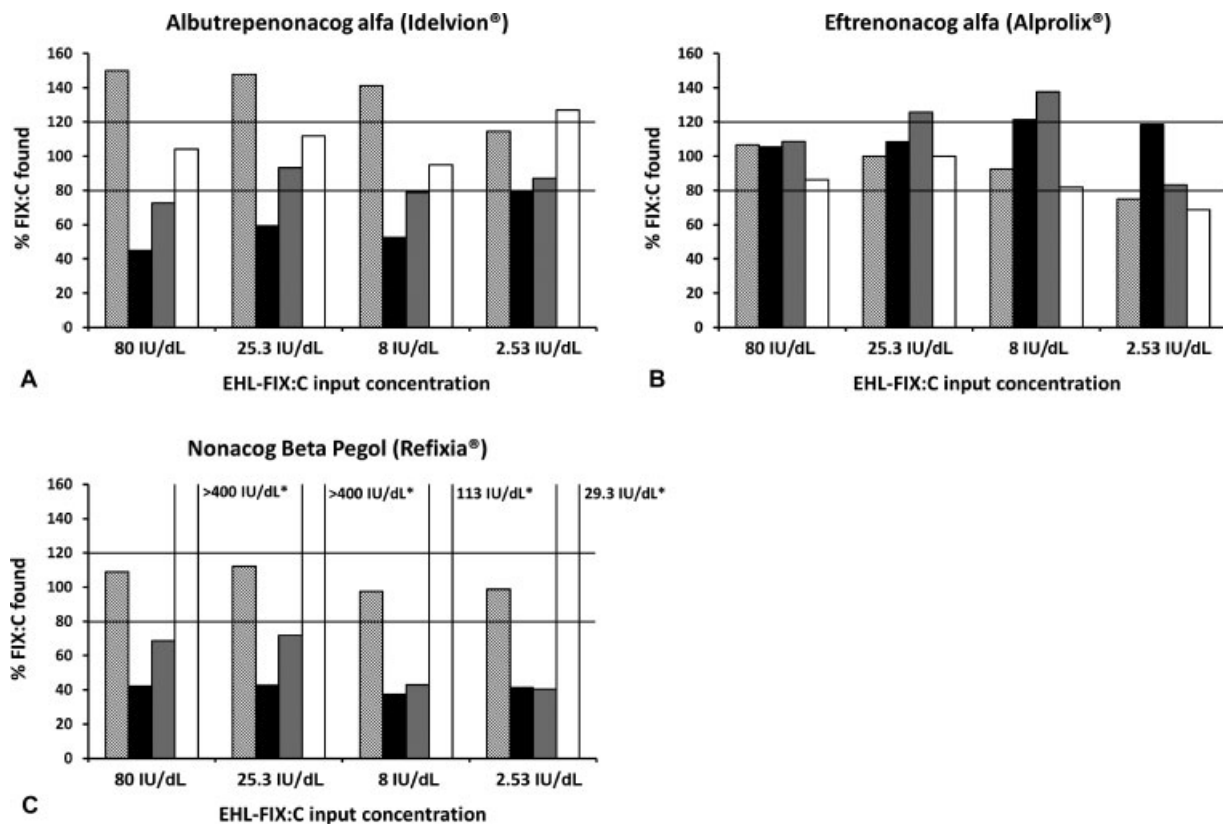 Albutrepenonacog alfa (Idelvion®)
160
140
120
100
80
60
40
20
0
% FIX:C found
80 IU/dL 25.3 IU/dL 8 IU/dL 2.53 IU/dL
A
EHL-FIX:C input concentration
Eftrenonacog alfa (Alprolix®)
160
140
120
100
80
60
40
20
0
% FIX:C found
80 IU/dL 25.3 IU/dL 8 IU/dL 2.53 IU/dL
B
EHL-FIX:C input concentration
Nonacog Beta Pegol (Refixia®)
160
140
120
100
80
60
40
20
0
% FIX:C found
>400 IU/dL* >400 IU/dL* 113 IU/dL* 29.3 IU/dL*
80 IU/dL 25.3 IU/dL 8 IU/dL 2.53 IU/dL
C
EHL-FIX:C input concentration